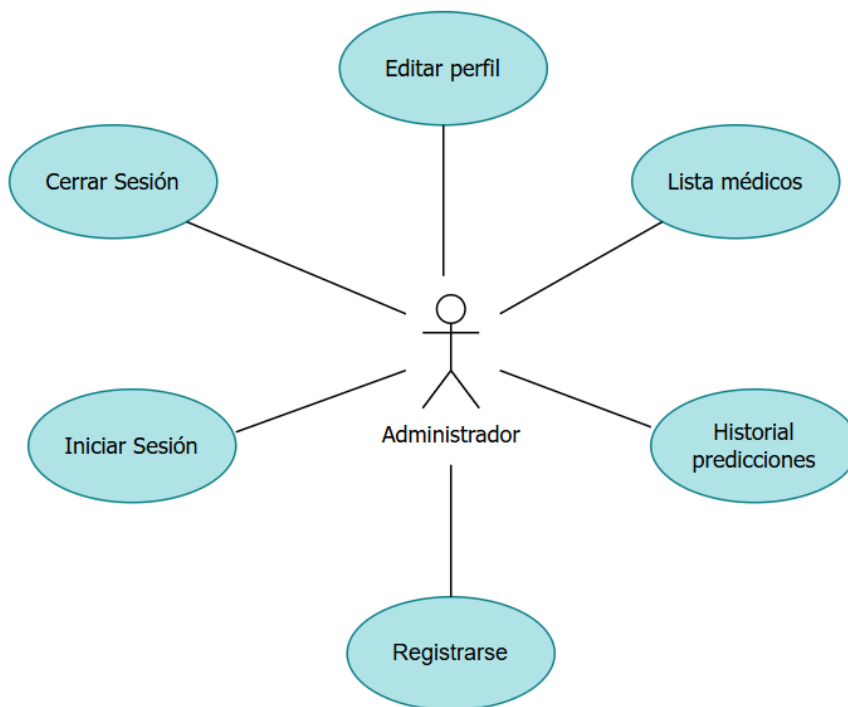 Editar perfil
Cerrar Sesión
Lista médicos
Administrador
Iniciar Sesión
Historial
predicciones
Registrarse